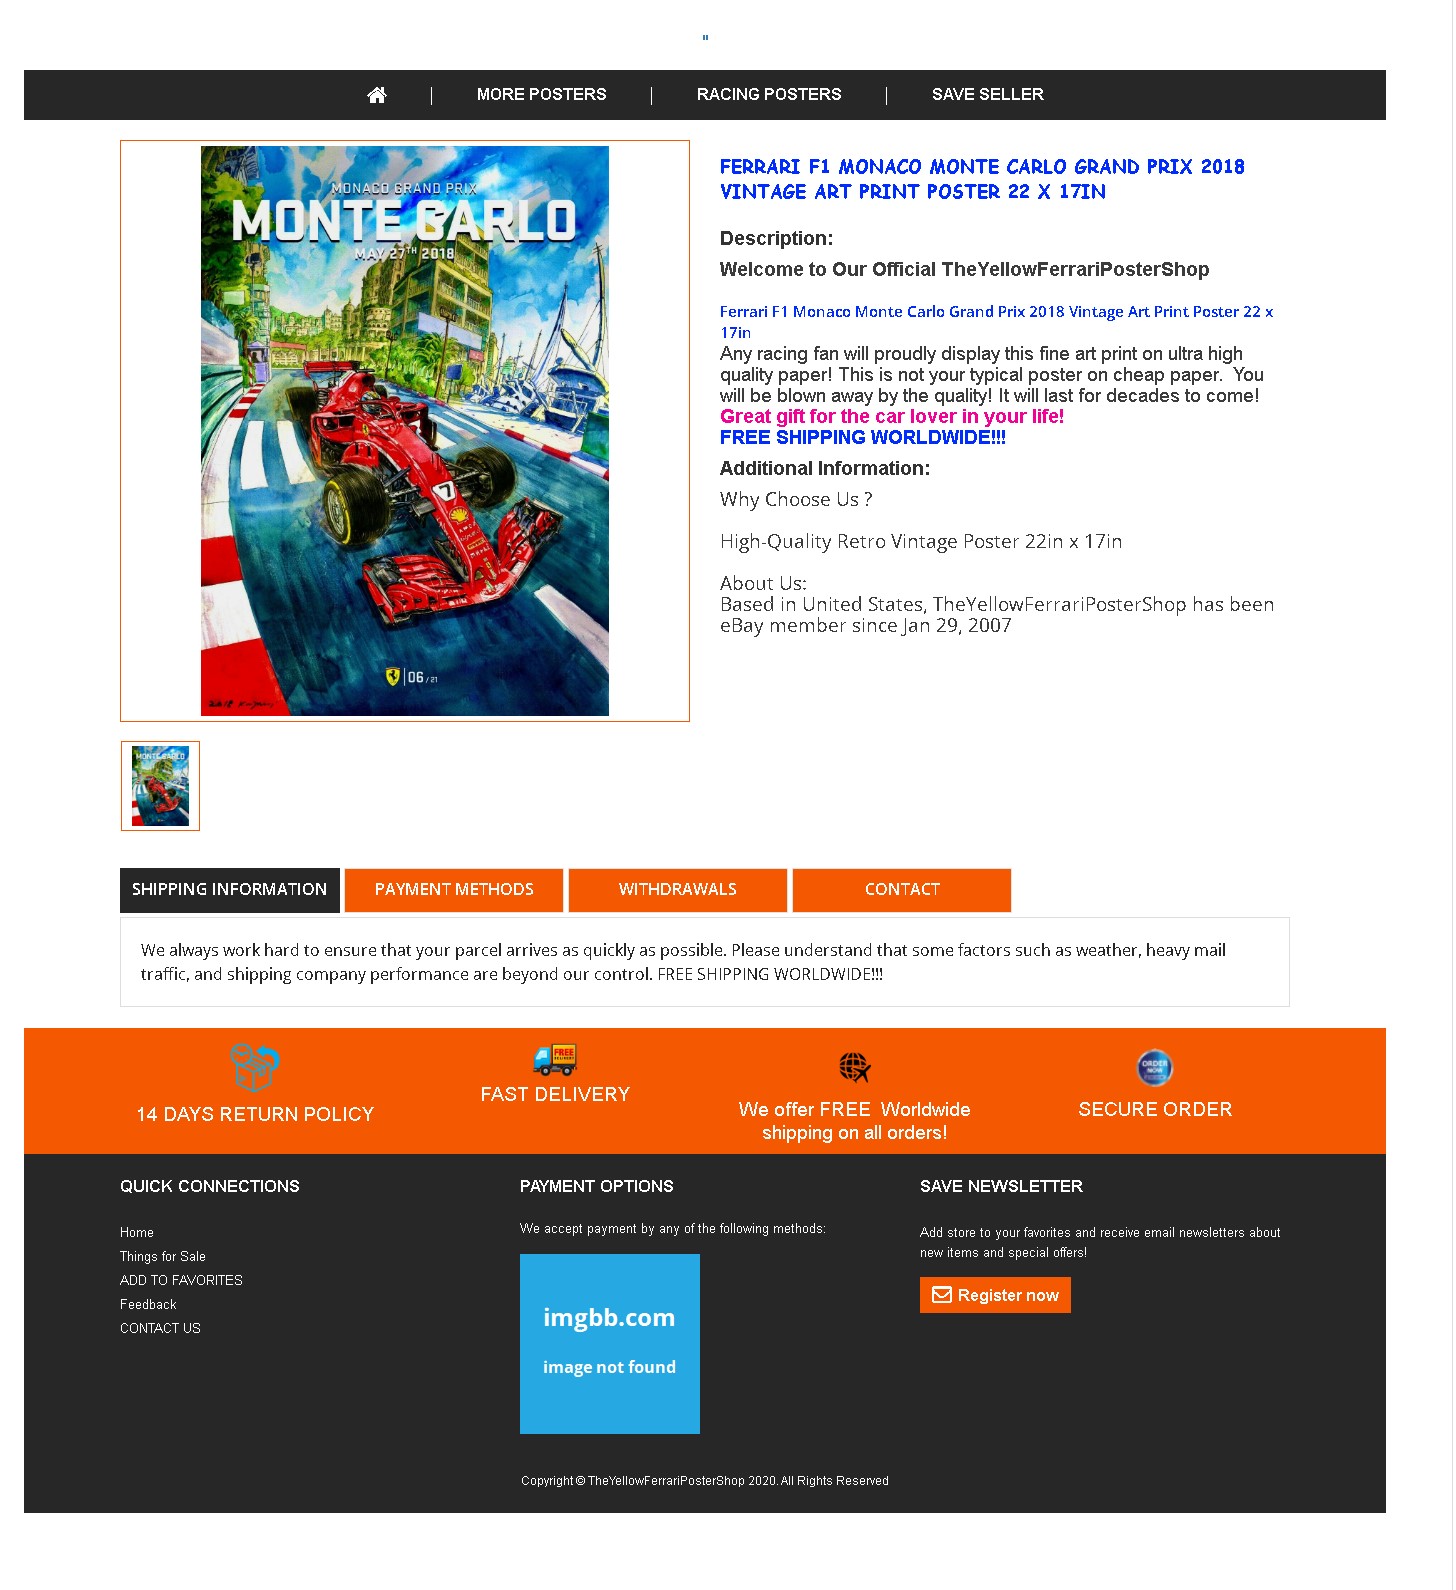 "
MORE POSTERS
RACING POSTERS
SAVE SELLER
MONACO GRAND PRIX
MONTE CARLO
MAY 27TH 2018
7
06 / 21
FERRARI F1 MONACO MONTE CARLO GRAND PRIX 2018
VINTAGE ART PRINT POSTER 22 X 17IN
Description:
Welcome to Our Official TheYellowFerrariPosterShop
Ferrari F1 Monaco Monte Carlo Grand Prix 2018 Vintage Art Print Poster 22 x
17in
Any racing fan will proudly display this fine art print on ultra high
quality paper! This is not your typical poster on cheap paper.  You
will be blown away by the quality! It will last for decades to come!
Great gift for the car lover in your life!
FREE SHIPPING WORLDWIDE!!!
Additional Information:
Why Choose Us ?
High-Quality Retro Vintage Poster 22in x 17in
About Us:
Based in United States, TheYellowFerrariPosterShop has been
eBay member since Jan 29, 2007
MONTE CARLO
SHIPPING INFORMATION
PAYMENT METHODS
WITHDRAWALS
CONTACT
We always work hard to ensure that your parcel arrives as quickly as possible. Please understand that some factors such as weather, heavy mail
traffic, and shipping company performance are beyond our control. FREE SHIPPING WORLDWIDE!!!
14 DAYS RETURN POLICY
FREE
DELIVERY
FAST DELIVERY
We offer FREE  Worldwide
shipping on all orders!
ORDER
NOW
SECURE ORDER
QUICK CONNECTIONS
Home
Things for Sale
ADD TO FAVORITES
Feedback
CONTACT US
PAYMENT OPTIONS
We accept payment by any of the following methods:
imgbb.com
image not found
SAVE NEWSLETTER
Add store to your favorites and receive email newsletters about
new items and special offers!
Register now
Copyright © TheYellowFerrariPosterShop 2020. All Rights Reserved